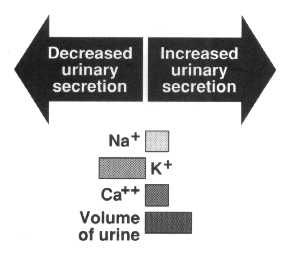 Decreased
urinary
secretion
Increased
urinary
secretion
Na+
K+
Ca++
Volume
of urine